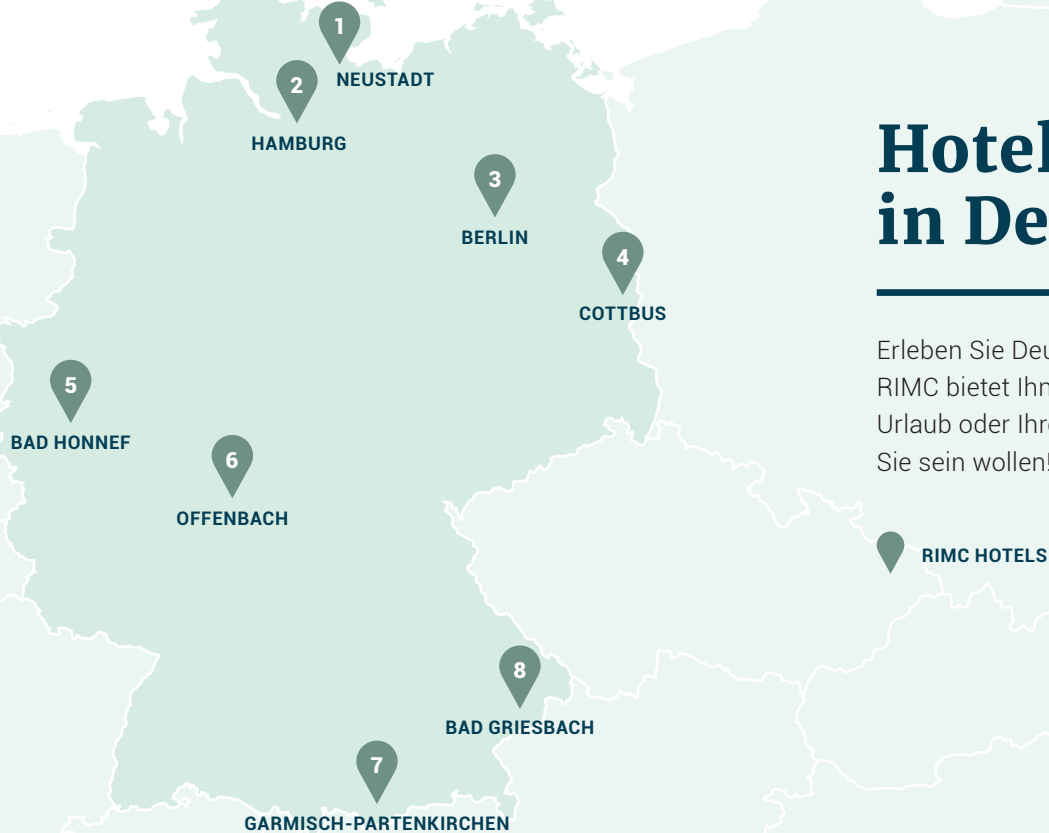 1
NEUSTADT
2
HAMBURG
3
BERLIN
4
COTTBUS
5
BAD HONNEF
6
OFFENBACH
8
BAD GRIESBACH
7
GARMISCH-PARTENKIRCHEN
Hotel
in De
Erleben Sie Deu
RIMC bietet Ihn
Urlaub oder Ihre
Sie sein wollen!
RIMC HOTELS